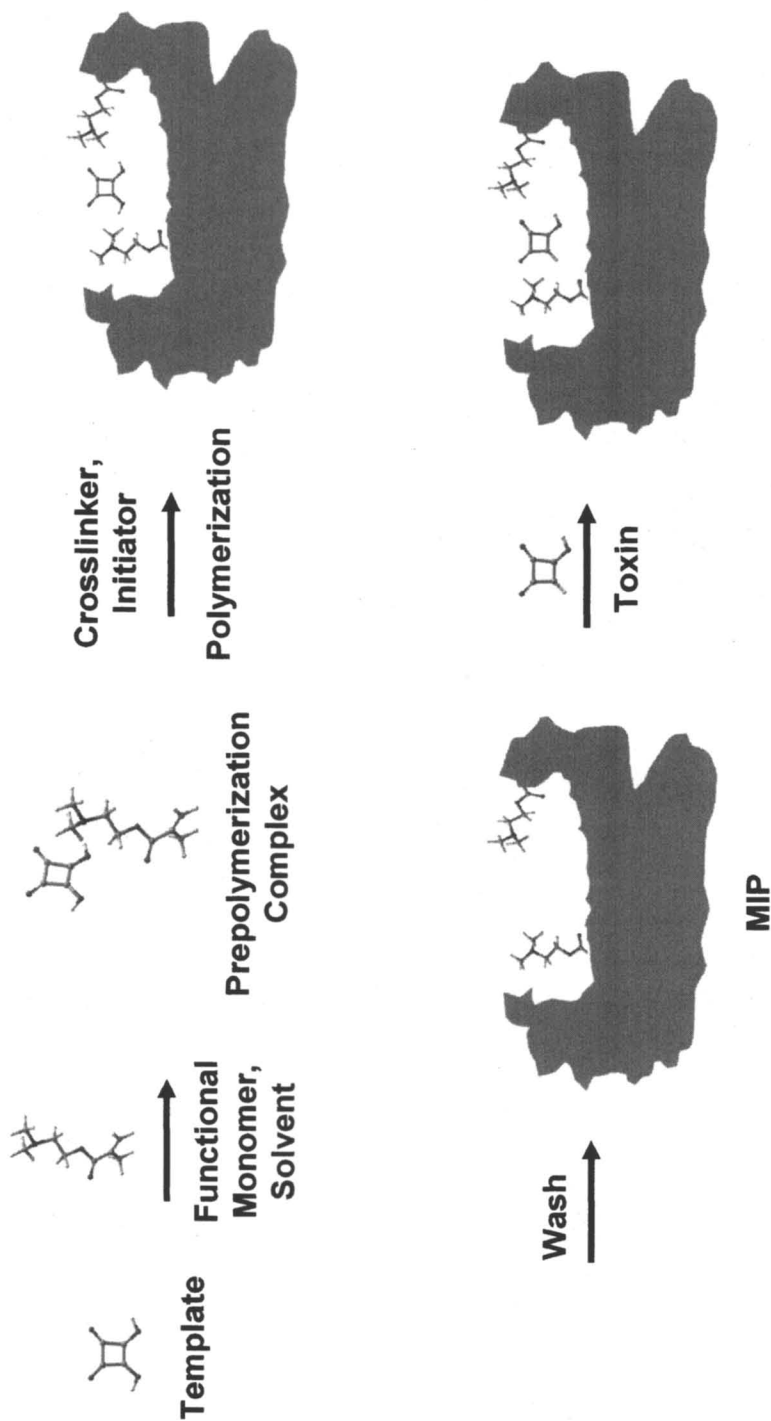 Template
Functional
Monomer,
Solvent
Prepolymerization
Complex
Crosslinker,
Initiator
Polymerization
Wash
MIP
Toxin